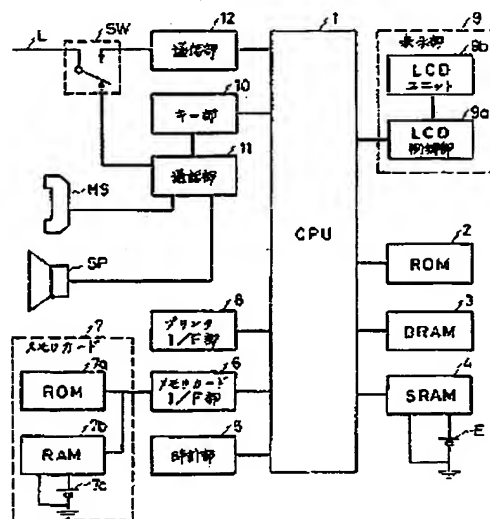 L
SW
12
通信部
10
キー部
11
通話部
HS
SP
1
CPU
9
表示部
9b
LCD
ユニット
9a
LCD
制御部
2
ROM
3
DRAM
4
SRAM
E
8
プリンタ
I/F部
6
メモリカード
I/F部
5
時計部
7
メモリカード
7a
ROM
7b
RAM
7c